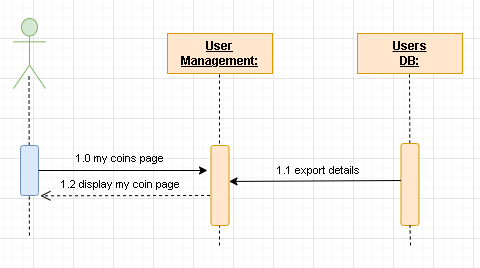 User
Management:
Users
DB:
1.0 my coins page
1.1 export details
1.2 display my coin page